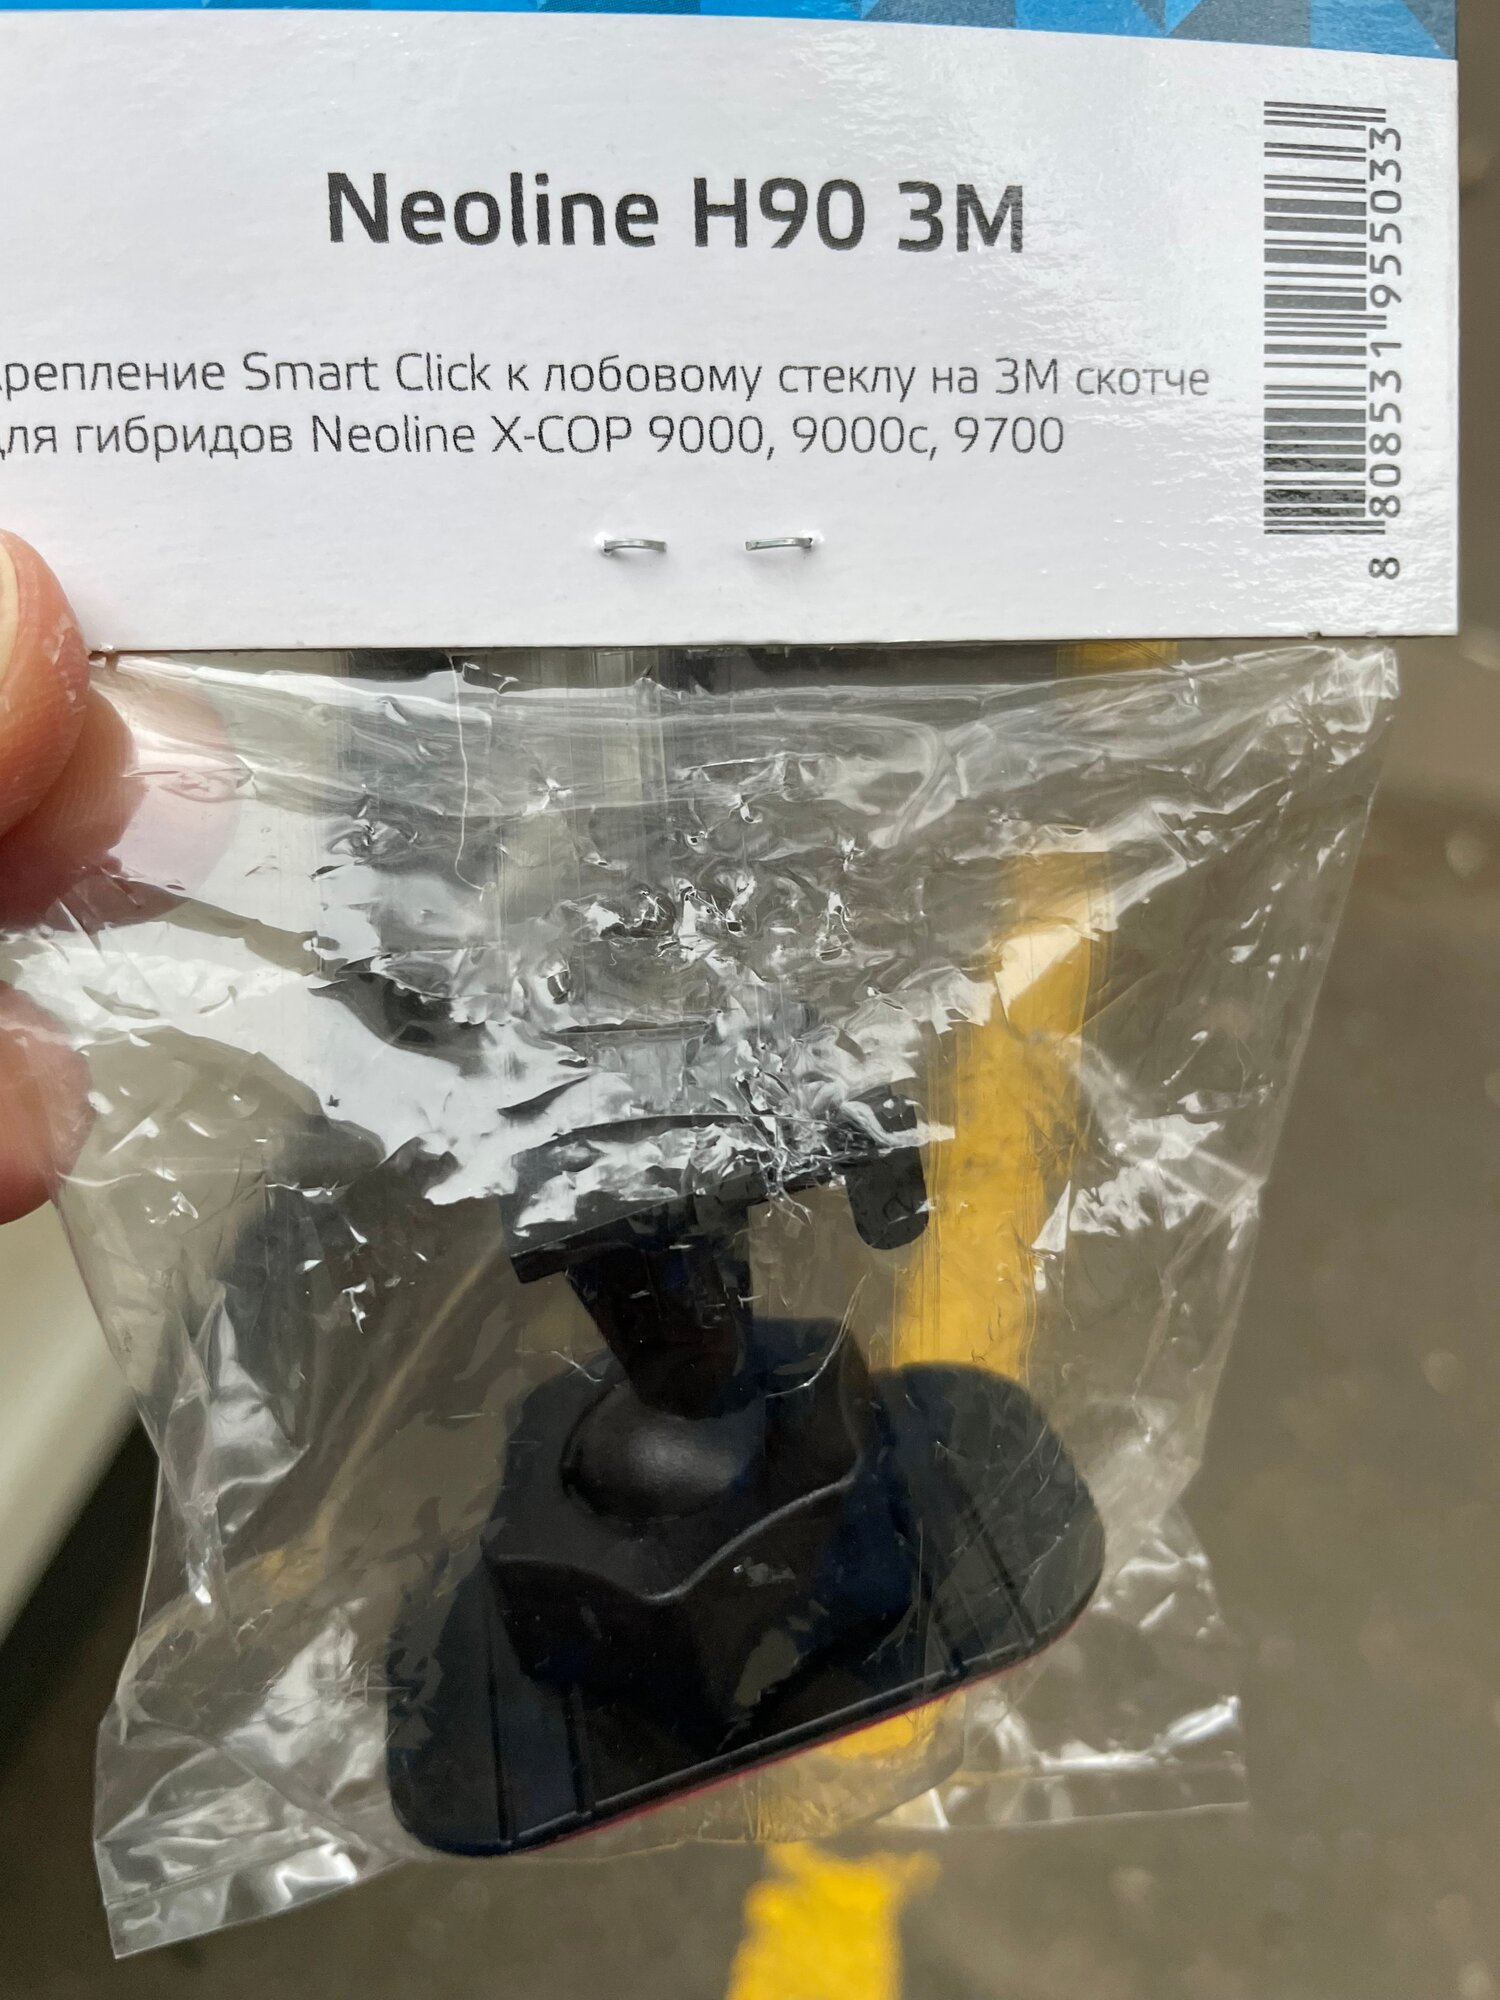 Neoline H90 3M
крепление Smart Click к лобовому стеклу на 3М скотче
для гибридов Neoline X-COP 9000, 9000c, 9700
8 808531 955033